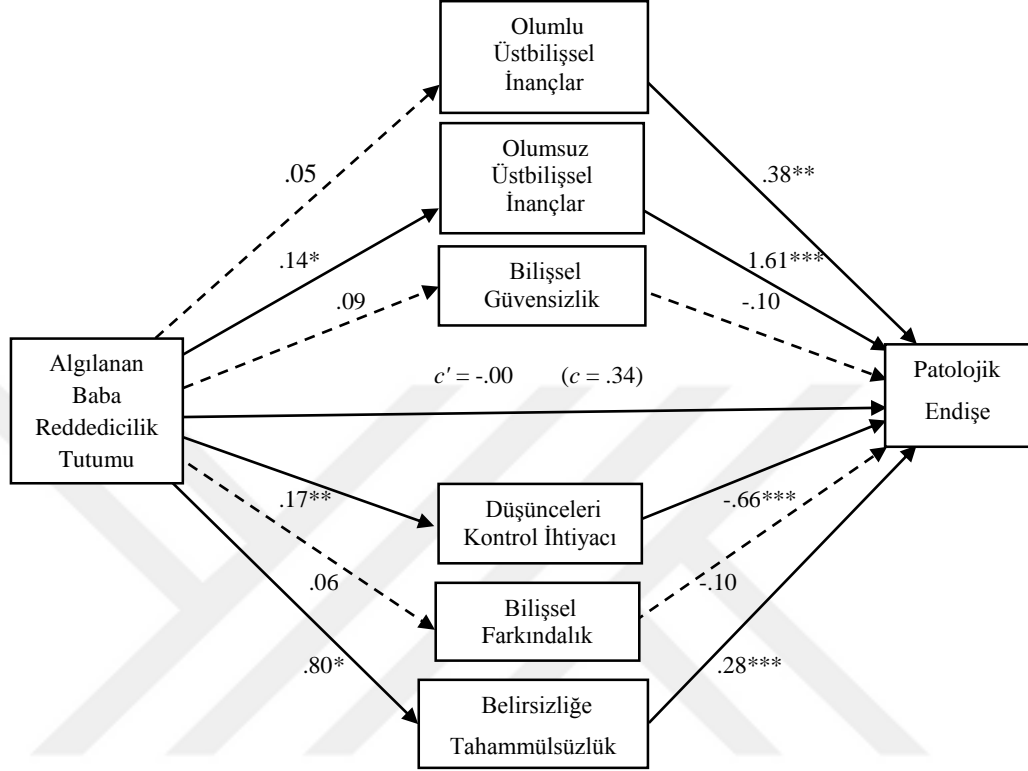 Olumlu
Üstbilişsel
İnançlar
.05
.38**
Olumsuz
Üstbilişsel
İnançlar
.14*
1.61***
Bilişsel
Güvensizlik
.09
-.10
Algılanan
Baba
Reddedicilik
Tutumu
c' = -.00 (c = .34)
Patolojik
Endişe
.17**
Düşünceleri
Kontrol İhtiyacı
-.66***
.06
Bilişsel
Farkındalık
-.10
.80*
Belirsizliğe
Tahammülsüzlük
.28***